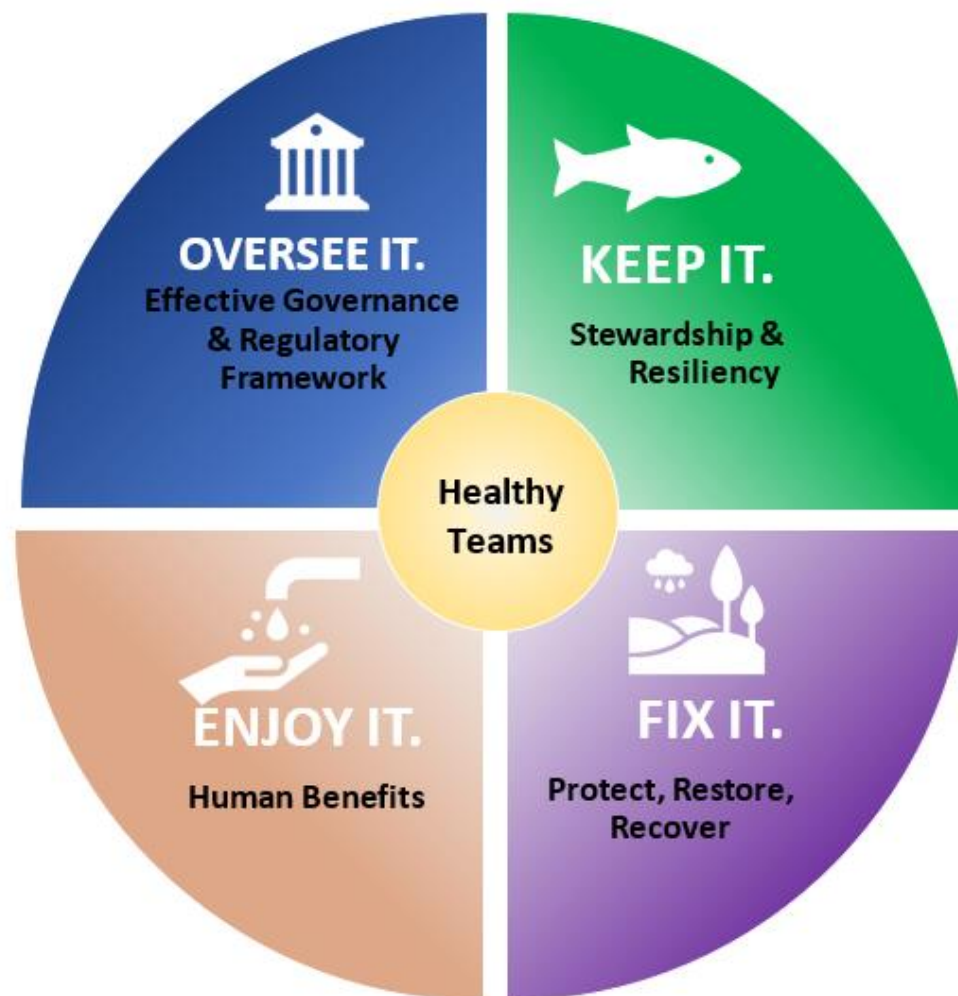 OVERSEE IT.
Effective Governance
& Regulatory
Framework
KEEP IT.
Stewardship &
Resiliency
Healthy
Teams
ENJOY IT.
Human Benefits
FIX IT.
Protect, Restore,
Recover